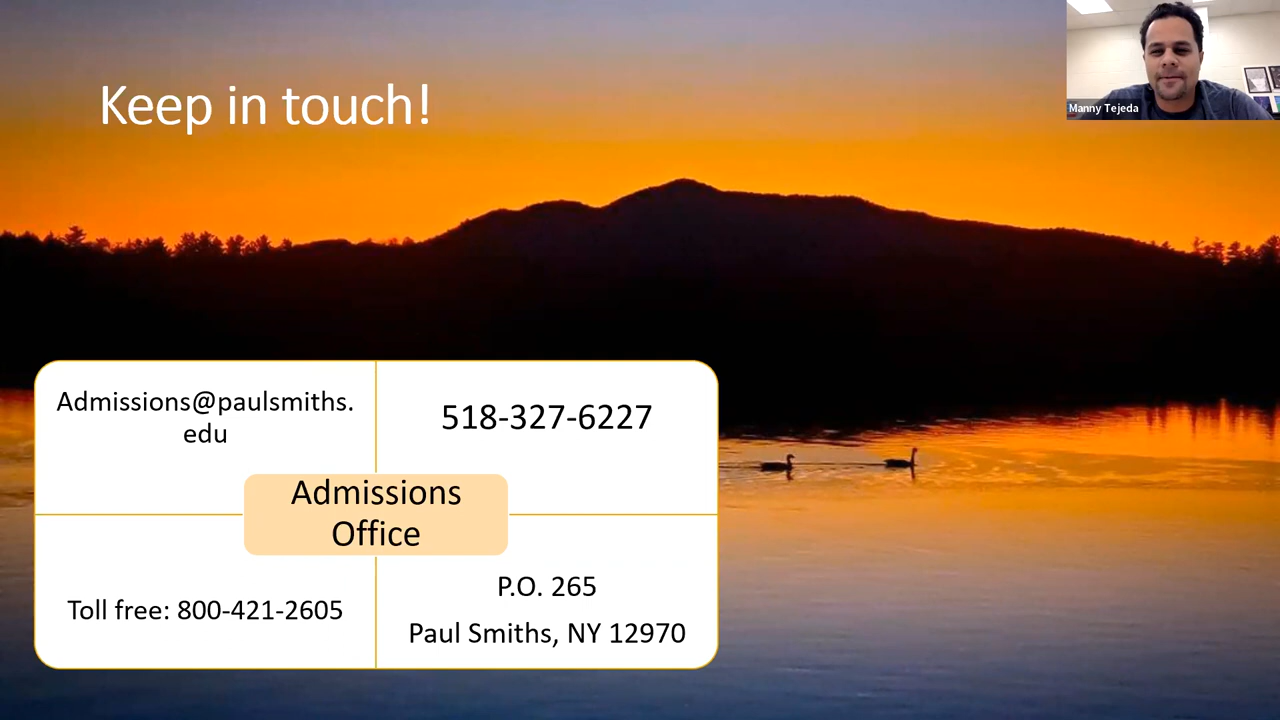 Keep in touch!
Manny Tejeda
Admissions@paulsmiths.
edu
518-327-6227
Admissions
Office
Toll free: 800-421-2605
P.O. 265
Paul Smiths, NY 12970